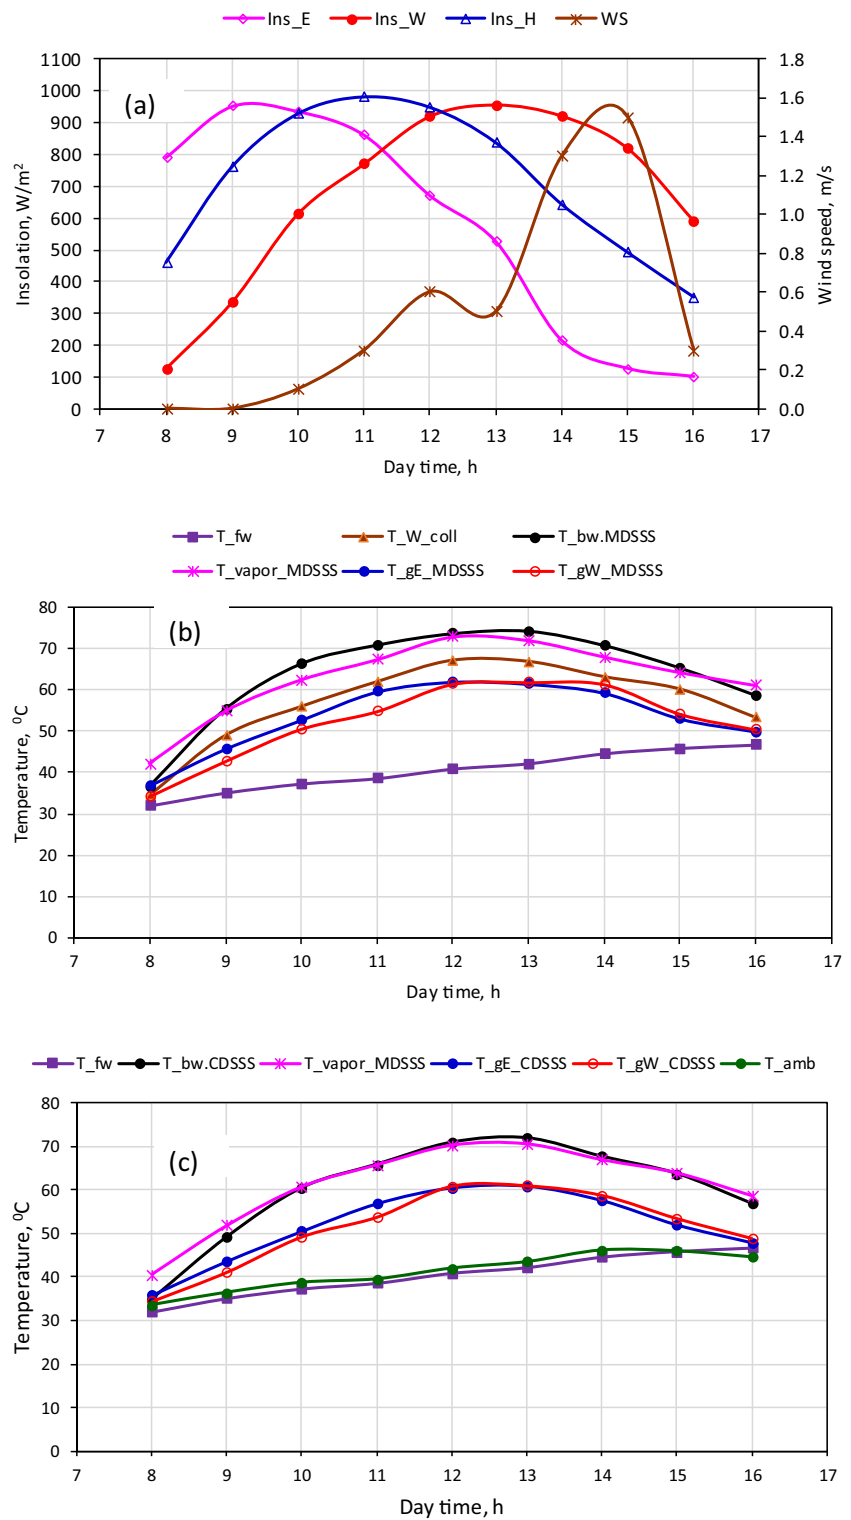 Ins_E Ins_W Ins_H WS
(a)
Insolation, W/m²
1100
1000
900
800
700
600
500
400
300
200
100
0
1.8
1.6
1.4
1.2
1.0
0.8
0.6
0.4
0.2
0.0
Wind speed, m/s
7 8 9 10 11 12 13 14 15 16 17
Day time, h
T_fw T_W_coll T_bw.MDSSS
T_vapor_MDSSS T_gE_MDSSS T_gW_MDSSS
(b)
Temperature, ⁰C
80
70
60
50
40
30
20
10
0
7 8 9 10 11 12 13 14 15 16 17
Day time, h
T_fw T_bw.CDSSS T_vapor_MDSSS T_gE_CDSSS T_gW_CDSSS T_amb
(c)
Temperature, ⁰C
80
70
60
50
40
30
20
10
0
7 8 9 10 11 12 13 14 15 16 17
Day time, h